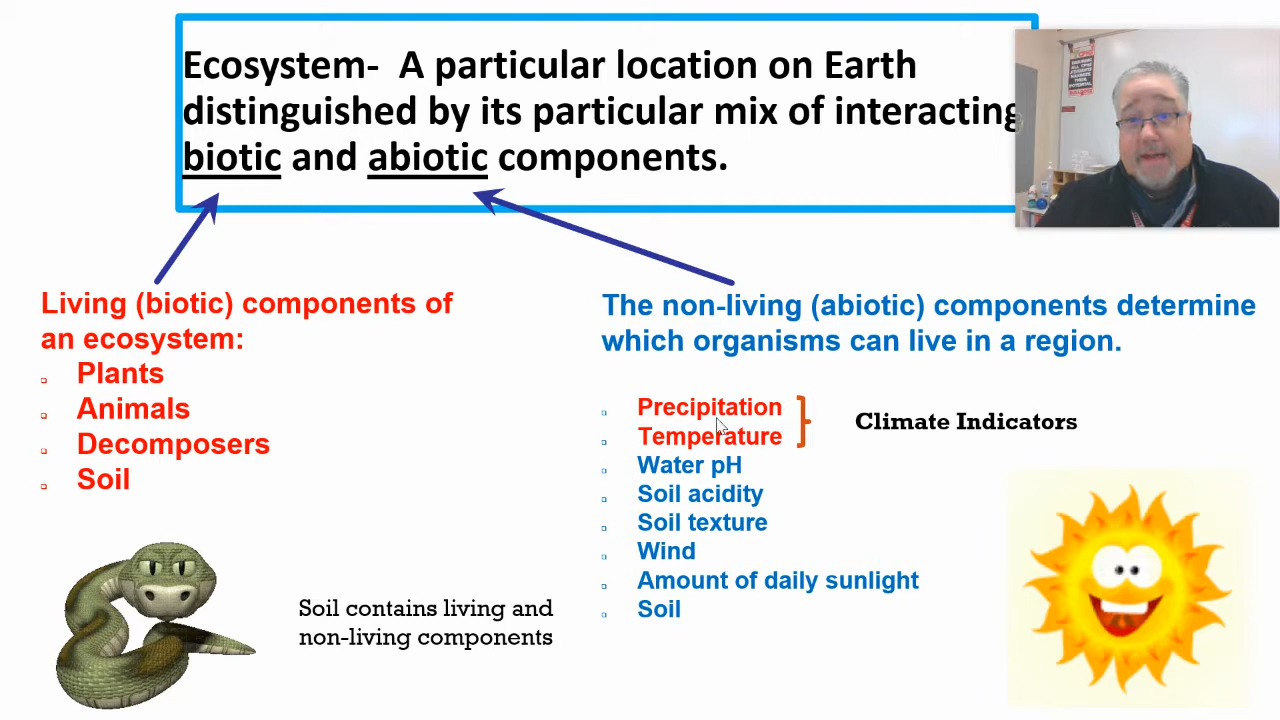 Ecosystem- A particular location on Earth
distinguished by its particular mix of interacting
biotic and abiotic components.
Living (biotic) components of
an ecosystem:
Plants
Animals
Decomposers
Soil
Soil contains living and
non-living components
The non-living (abiotic) components determine
which organisms can live in a region.
Precipitation
Temperature
Climate Indicators
Water pH
Soil acidity
Soil texture
Wind
Amount of daily sunlight
Soil